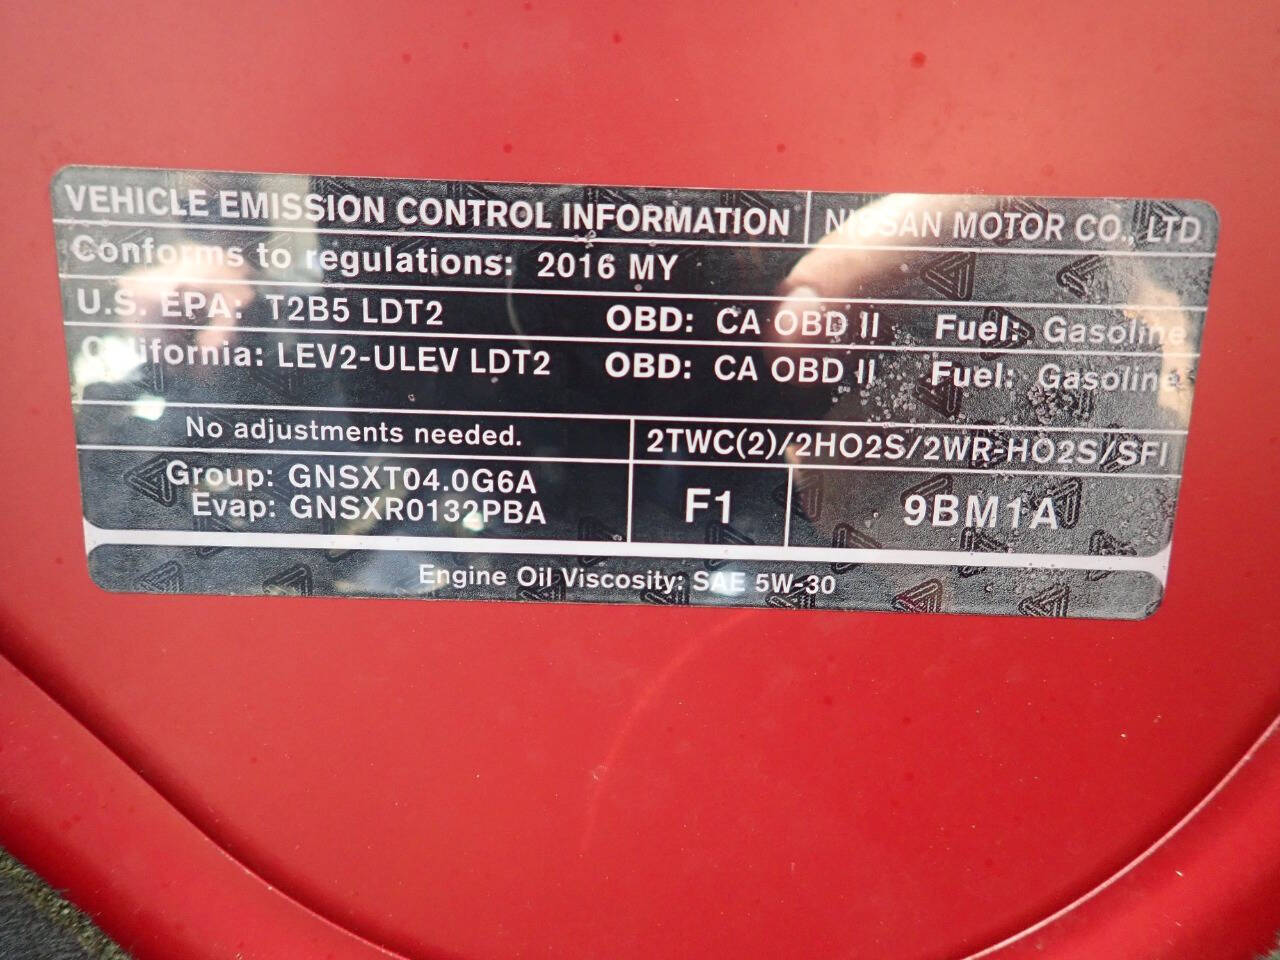 VEHICLE EMISSION CONTROL INFORMATION NISSAN MOTOR CO., LTD
Conforms to regulations: 2016 MY
U.S. EPA: T2B5 LDT2 OBD: CA OBD II Fuel: Gasoline
California: LEV2-ULEV LDT2 OBD: CA OBD II Fuel: Gasoline
No adjustments needed. 2TWC(2)/2HO2S/2WR-HO2S/SFI
Group: GNSXT04.0G6A
Evap: GNSXR0132PBA
F1 9BM1A
Engine Oil Viscosity: SAE 5W-30